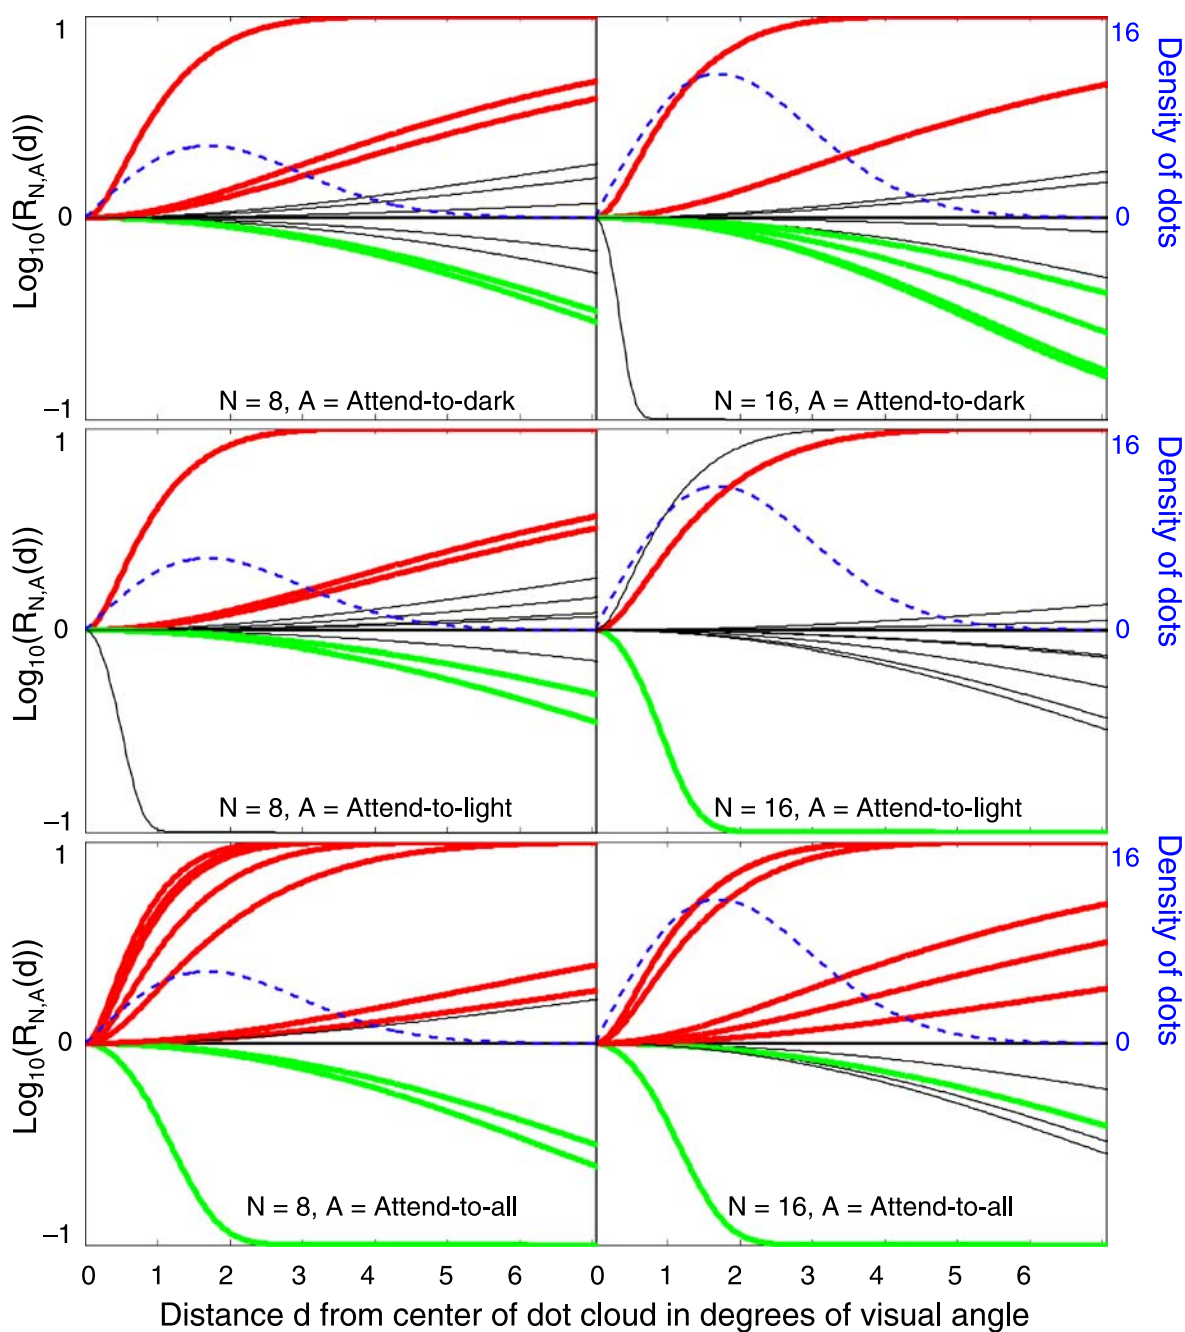 1
0
−1
Log10(RN,A(d))
N = 8, A = Attend-to-dark
N = 16, A = Attend-to-dark
16
0
Density of dots
1
0
−1
Log10(RN,A(d))
N = 8, A = Attend-to-light
N = 16, A = Attend-to-light
16
0
Density of dots
1
0
−1
Log10(RN,A(d))
N = 8, A = Attend-to-all
N = 16, A = Attend-to-all
16
0
Density of dots
0 1 2 3 4 5 6 0 1 2 3 4 5 6
Distance d from center of dot cloud in degrees of visual angle